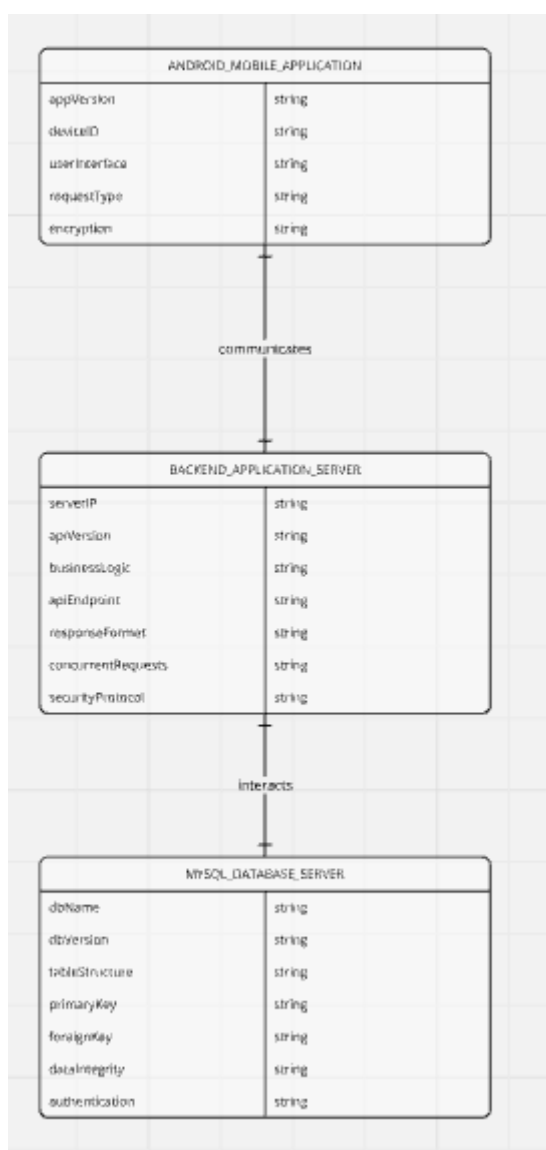 ANDROID_MOBILE_APPLICATION
appVersion string
deviceID string
userInterface string
requestType string
encryption string
communicates
BACKEND_APPLICATION_SERVER
serverIP string
apiVersion string
businessLogic string
apiEndpoint string
responseFormat string
concurrentRequests string
securityProtocol string
interacts
MYSQL_DATABASE_SERVER
dbName string
dbVersion string
tableStructure string
primaryKey string
foreignKey string
dataIntegrity string
authentication string